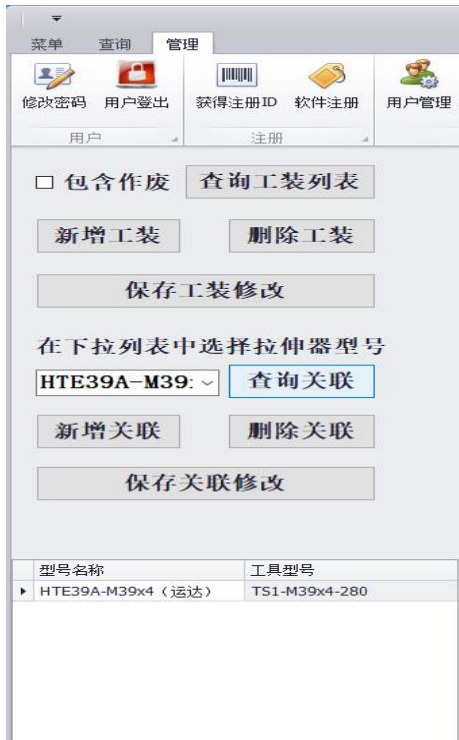 菜单 查询 管理
修改密码 用户登出 获得注册ID 软件注册 用户管理
用户 注册
包含作废 查询工装列表
新增工装 删除工装
保存工装修改
在下拉列表中选择拉伸器型号
HTE39A-M39: 查询关联
新增关联 删除关联
保存关联修改
型号名称 工具型号
HTE39A-M39x4（运达） TS1-M39x4-280